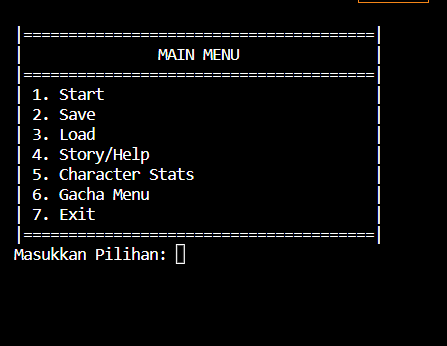 |=======================================|
|               MAIN MENU               |
|=======================================|
| 1. Start                              |
| 2. Save                               |
| 3. Load                               |
| 4. Story/Help                         |
| 5. Character Stats                    |
| 6. Gacha Menu                         |
| 7. Exit                               |
|=======================================|
Masukkan Pilihan: